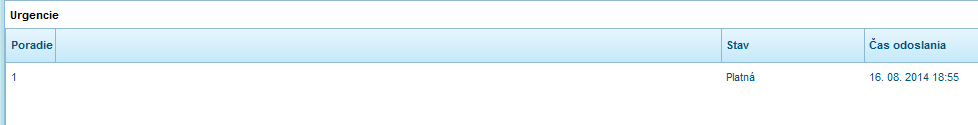 Urgencie
Poradie Stav Čas odoslania
1 Platná 16. 08. 2014 18:55